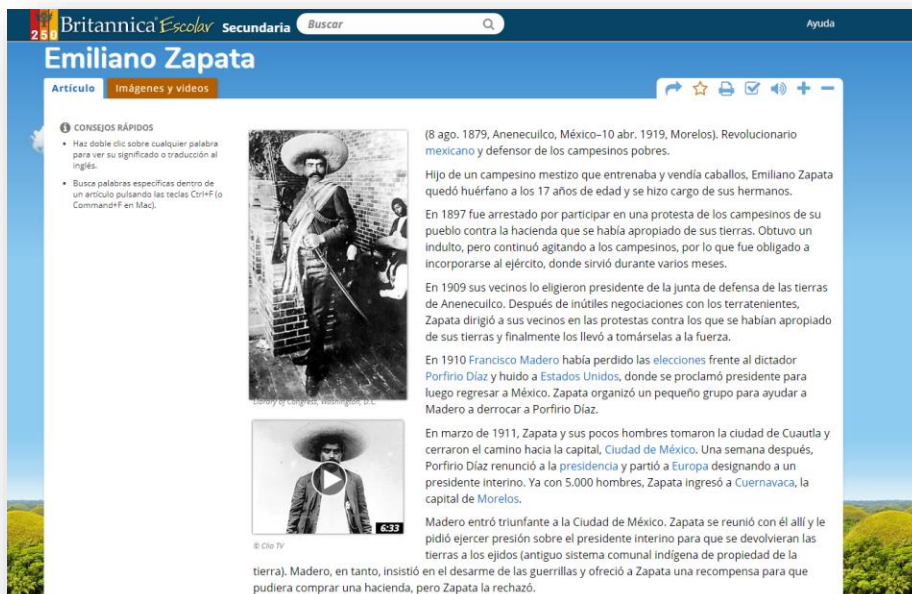 250 Britannica Escolar Secundaria Buscar Ayuda
Emiliano Zapata
Artículo Imágenes y videos
CONSEJOS RÁPIDOS
• Haz doble clic sobre cualquier palabra
para ver su significado o traducción al
inglés.
• Busca palabras específicas dentro de
un artículo pulsando las teclas Ctrl+F (o
Command+F en Mac).
Library of Congress, Washington, D.C.
6:33
© Clio TV
(8 ago. 1879, Anenecuilco, México–10 abr. 1919, Morelos). Revolucionario
mexicano y defensor de los campesinos pobres.
Hijo de un campesino mestizo que entrenaba y vendía caballos, Emiliano Zapata
quedó huérfano a los 17 años de edad y se hizo cargo de sus hermanos.
En 1897 fue arrestado por participar en una protesta de los campesinos de su
pueblo contra la hacienda que se había apropiado de sus tierras. Obtuvo un
indulto, pero continuó agitando a los campesinos, por lo que fue obligado a
incorporarse al ejército, donde sirvió durante varios meses.
En 1909 sus vecinos lo eligieron presidente de la junta de defensa de las tierras
de Anenecuilco. Después de inútiles negociaciones con los terratenientes,
Zapata dirigió a sus vecinos en las protestas contra los que se habían apropiado
de sus tierras y finalmente los llevó a tomárselas a la fuerza.
En 1910 Francisco Madero había perdido las elecciones frente al dictador
Porfirio Díaz y huido a Estados Unidos, donde se proclamó presidente para
luego regresar a México. Zapata organizó un pequeño grupo para ayudar a
Madero a derrocar a Porfirio Díaz.
En marzo de 1911, Zapata y sus pocos hombres tomaron la ciudad de Cuautla y
cerraron el camino hacia la capital, Ciudad de México. Una semana después,
Porfirio Díaz renunció a la presidencia y partió a Europa designando a un
presidente interino. Ya con 5.000 hombres, Zapata ingresó a Cuernavaca, la
capital de Morelos.
Madero entró triunfante a la Ciudad de México. Zapata se reunió con él allí y le
pidió ejercer presión sobre el presidente interino para que se devolvieran las
tierras a los ejidos (antiguo sistema comunal indígena de propiedad de la
tierra). Madero, en tanto, insistió en el desarme de las guerrillas y ofreció a Zapata una recompensa para que
pudiera comprar una hacienda, pero Zapata la rechazó.